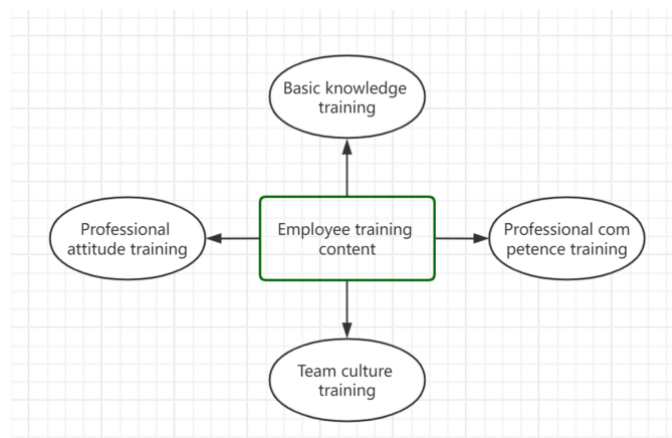 Basic knowledge
training
Professional
attitude training
Employee training
content
Professional com
petence training
Team culture
training